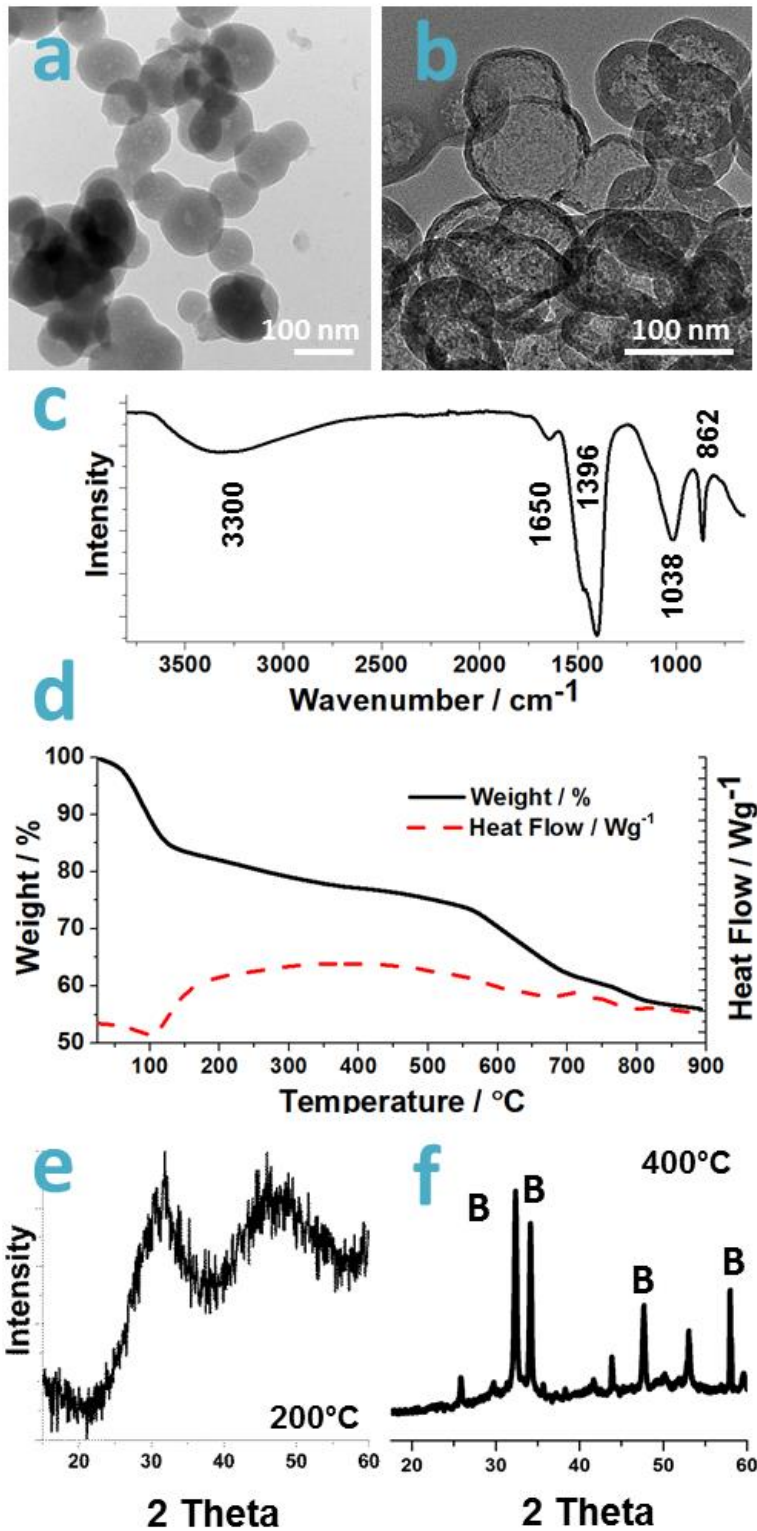 a
b
100 nm
100 nm
c
Intensity
3300
1650
1396
1038
862
3500
3000
2500
2000
1500
1000
Wavenumber / cm-1
d
100
90
80
70
60
50
Weight / %
Weight / %
Heat Flow / Wg-1
Heat Flow / Wg-1
100
200
300
400
500
600
700
800
900
Temperature / °C
e
Intensity
200°C
20
30
40
50
60
2 Theta
f
400°C
B
B
B
B
20
30
40
50
60
2 Theta